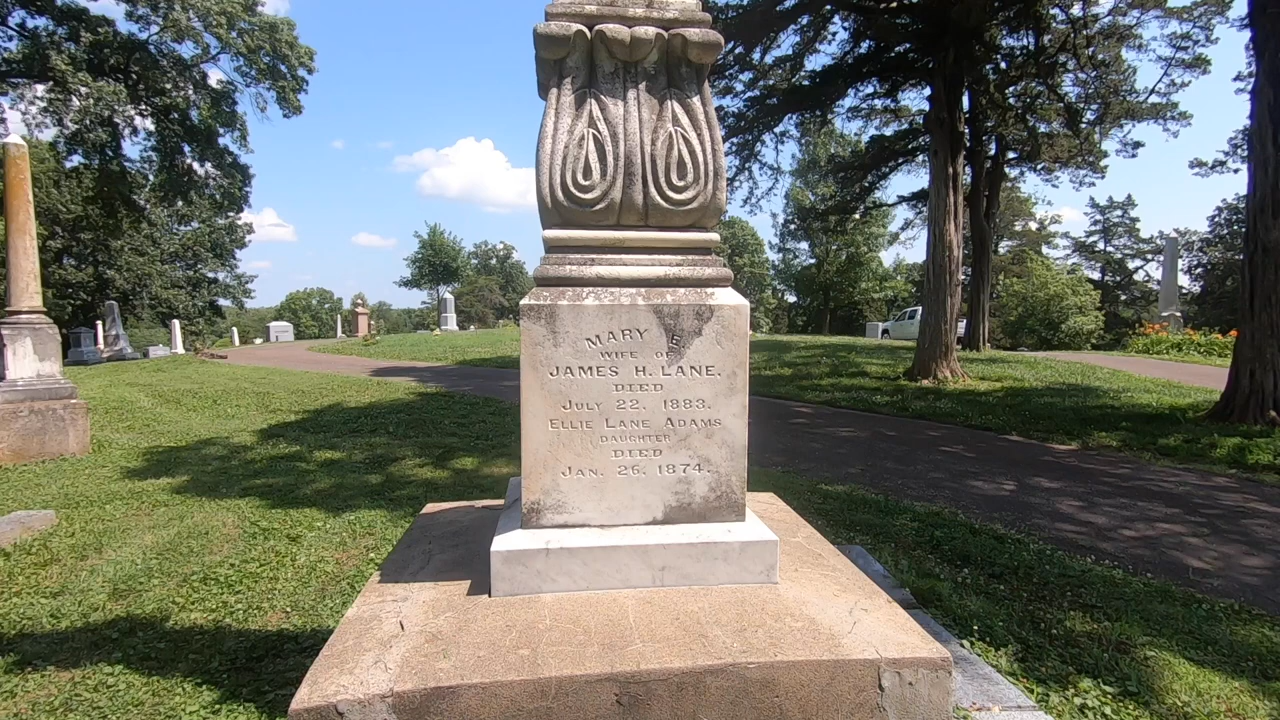 MARY E.
WIFE OF
JAMES H. LANE.
DIED
JULY 22, 1883.
ELLIE LANE ADAMS
DAUGHTER
DIED
JAN. 26, 1874.